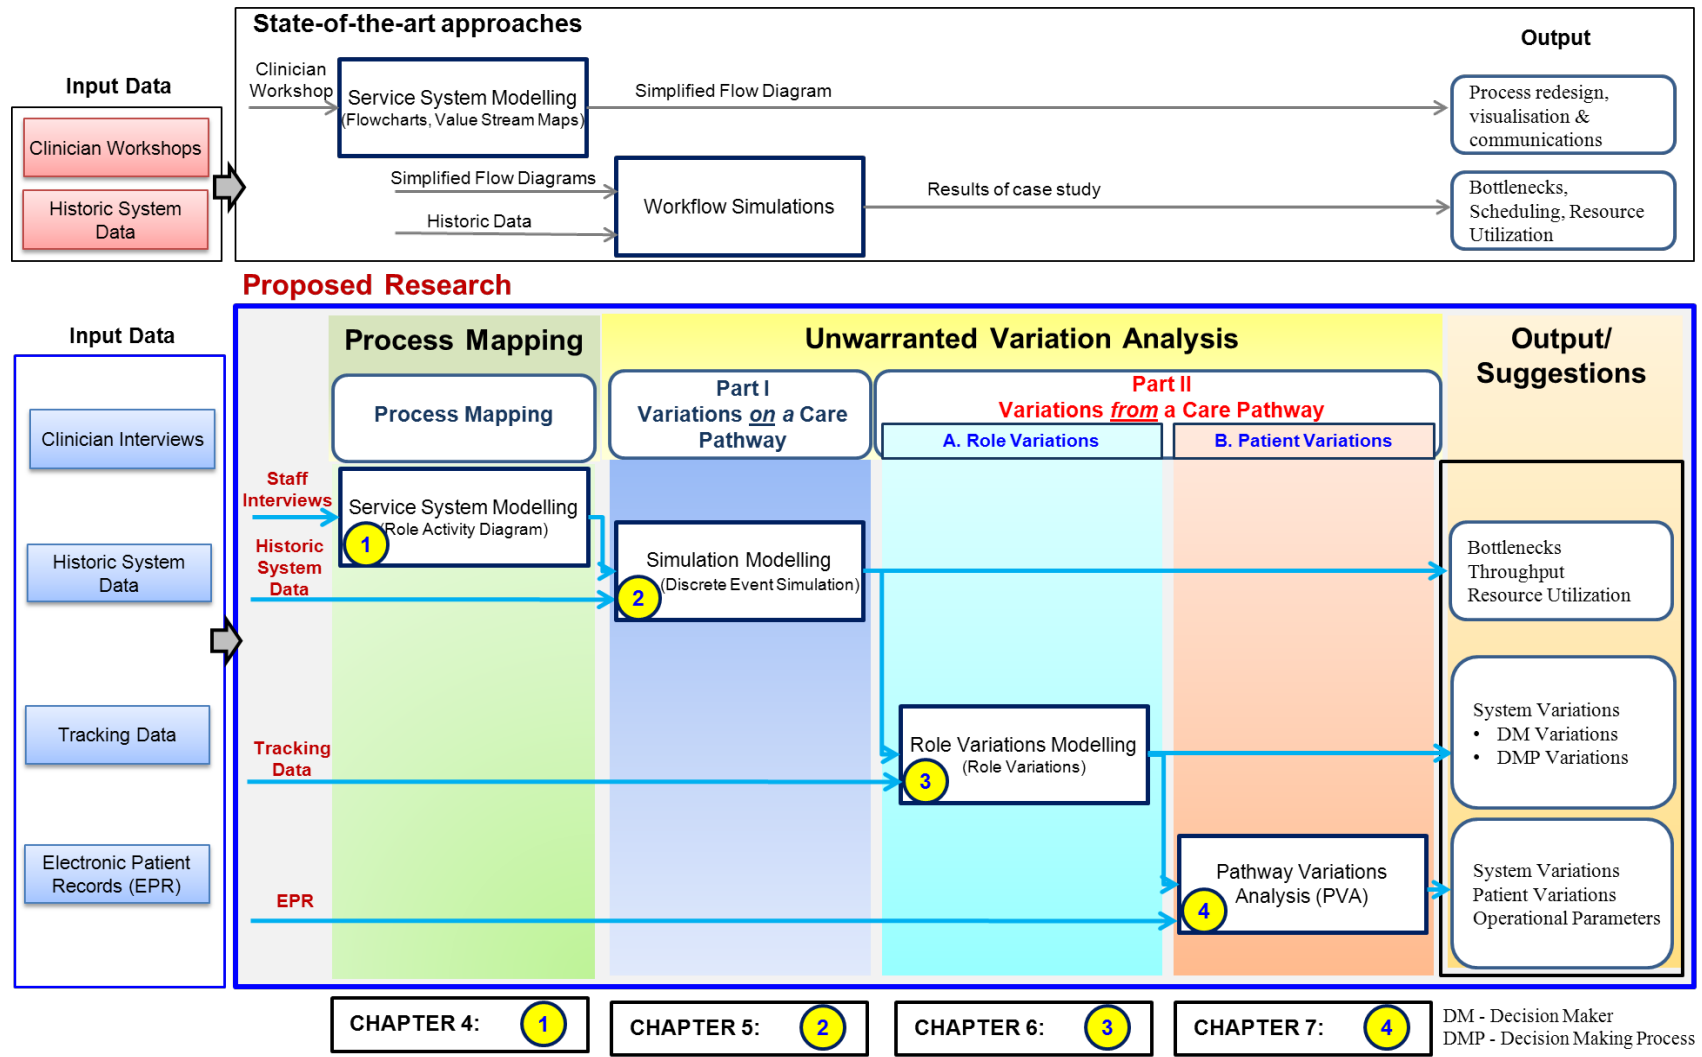 State-of-the-art approaches
Output
Input Data
Clinician Workshops
Historic System
Data
Clinician
Workshop
Service System Modelling
(Flowcharts, Value Stream Maps)
Simplified Flow Diagram
Process redesign,
visualisation &
communications
Simplified Flow Diagrams
Historic Data
Workflow Simulations
Results of case study
Bottlenecks,
Scheduling, Resource
Utilization
Proposed Research
Input Data
Clinician Interviews
Historic System
Data
Tracking Data
Electronic Patient
Records (EPR)
Process Mapping
Unwarranted Variation Analysis
Output/
Suggestions
Process Mapping
Part I
Variations on a Care
Pathway
Part II
Variations from a Care Pathway
A. Role Variations
B. Patient Variations
Staff
Interviews
Service System Modelling
(Role Activity Diagram)
1
Historic
System
Data
Simulation Modelling
(Discrete Event Simulation)
2
Bottlenecks
Throughput
Resource Utilization
Tracking
Data
Role Variations Modelling
(Role Variations)
3
System Variations
• DM Variations
• DMP Variations
EPR
Pathway Variations
Analysis (PVA)
4
System Variations
Patient Variations
Operational Parameters
CHAPTER 4: 1
CHAPTER 5: 2
CHAPTER 6: 3
CHAPTER 7: 4
DM - Decision Maker
DMP - Decision Making Process